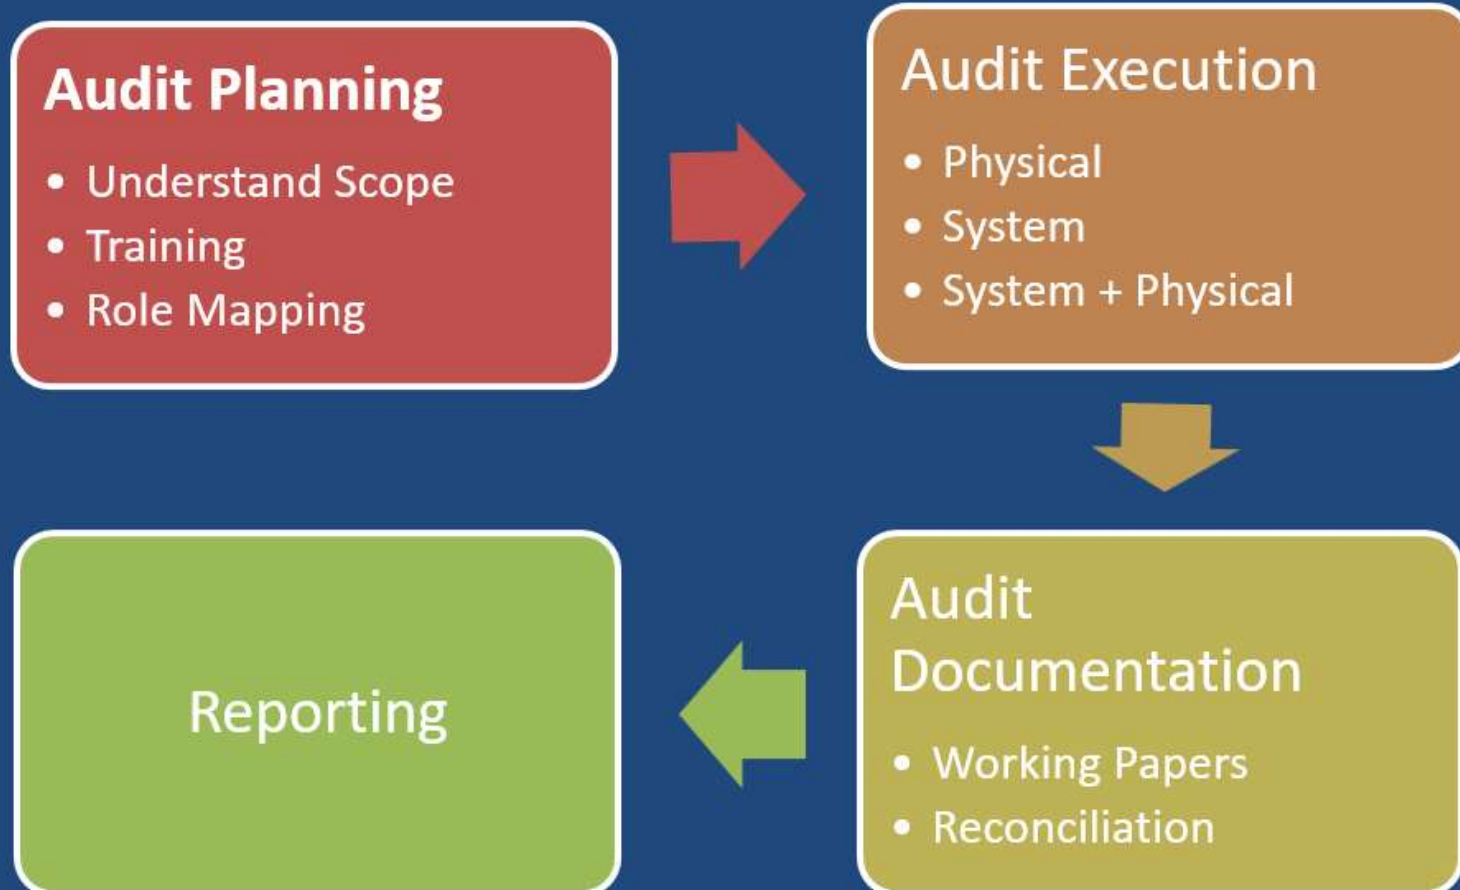 Audit Planning
• Understand Scope
• Training
• Role Mapping
Audit Execution
• Physical
• System
• System + Physical
Audit
Documentation
• Working Papers
• Reconciliation
Reporting